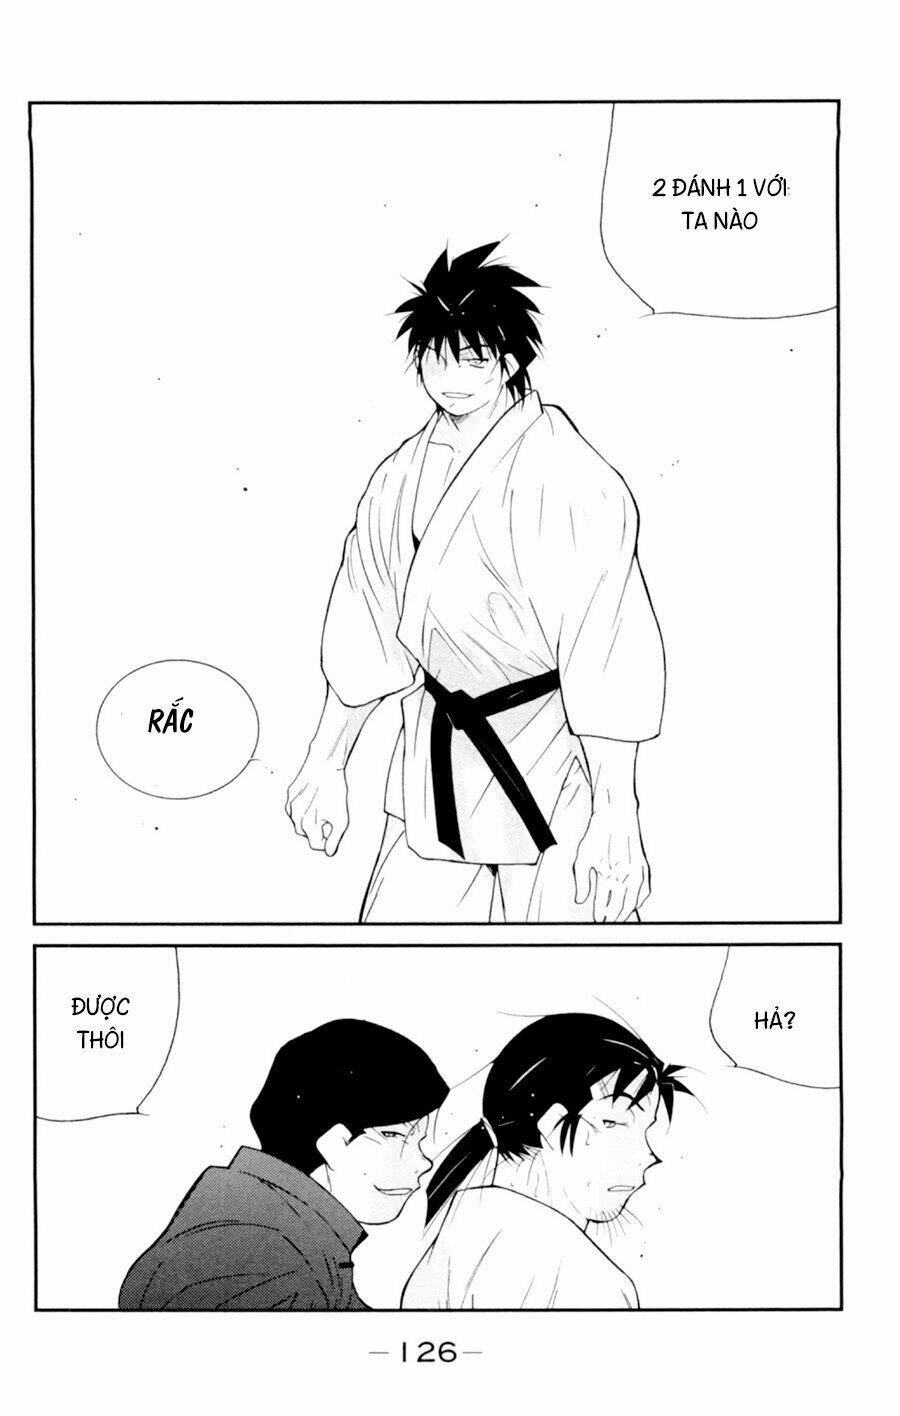 2 ĐÁNH 1 VỚI
TA NÀO
RẮC
HẢ?
ĐƯỢC
THÔI
— 126 —